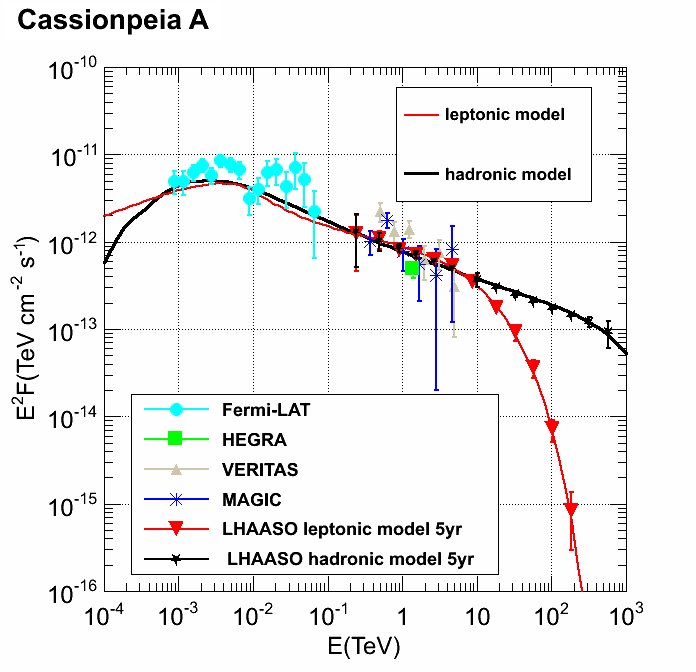 Cassionpeia A
10^-10
10^-11
10^-12
10^-13
10^-14
10^-15
10^-16
E²F(TeV cm⁻² s⁻¹)
leptonic model
hadronic model
Fermi-LAT
HEGRA
VERITAS
MAGIC
LHAASO leptonic model 5yr
LHAASO hadronic model 5yr
10^-4 10^-3 10^-2 10^-1 1 10 10^2 10^3
E(TeV)